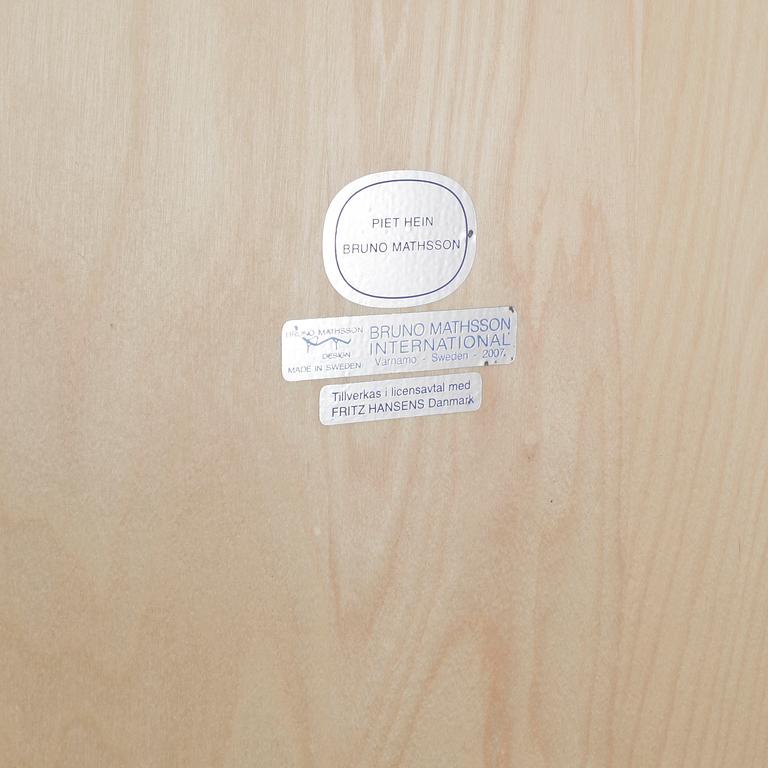 PIET HEIN
BRUNO MATHSSON
BRUNO MATHSSON
DESIGN
MADE IN SWEDEN
BRUNO MATHSSON
INTERNATIONAL
Värnamo - Sweden - 2007
Tillverkas i licensavtal med
FRITZ HANSENS Danmark